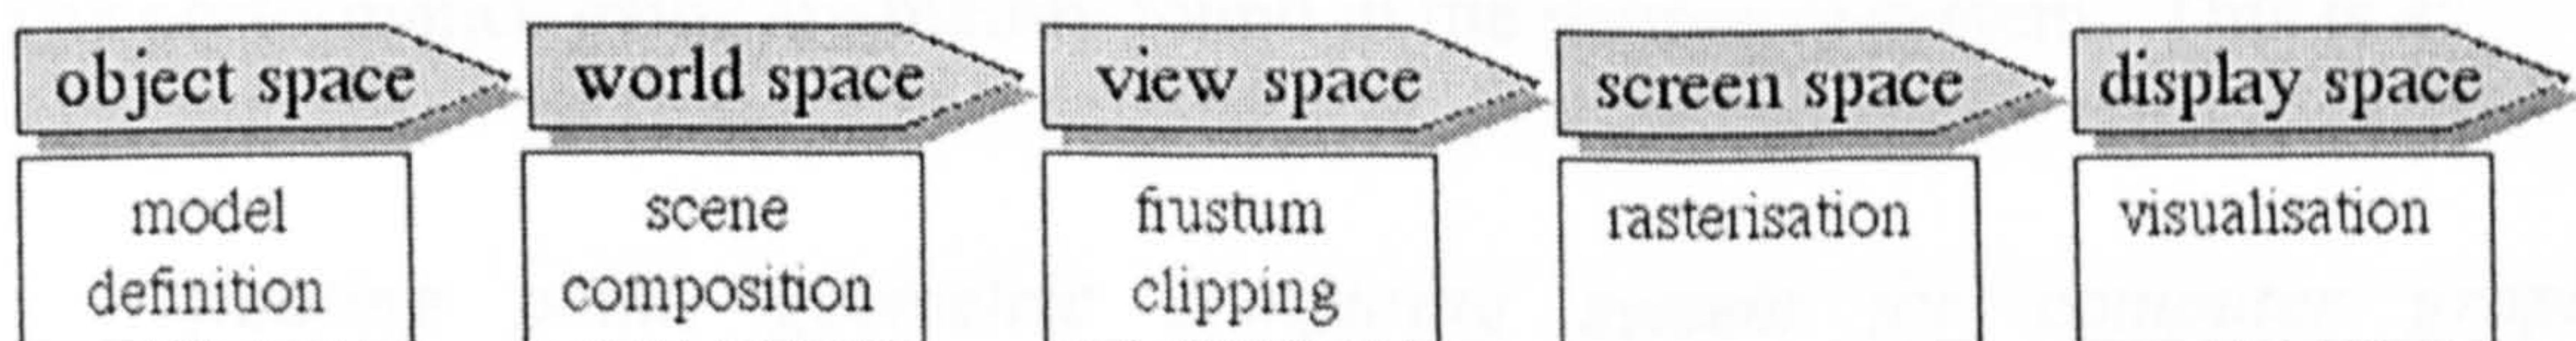 object space world space view space screen space display space
model
definition
scene
composition
frustum
clipping
rasterisation
visualisation